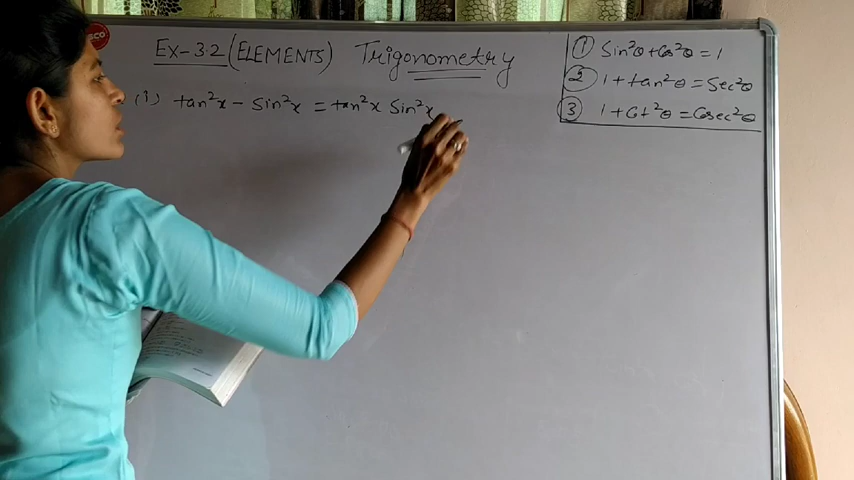 Ex-3.2 (ELEMENTS) Trigonometry
tan²x - Sin²x = tan²x Sin²x
① Sin²θ + Cos²θ = 1
② 1 + tan²θ = Sec²θ
③ 1 + Cot²θ = Cosec²θ